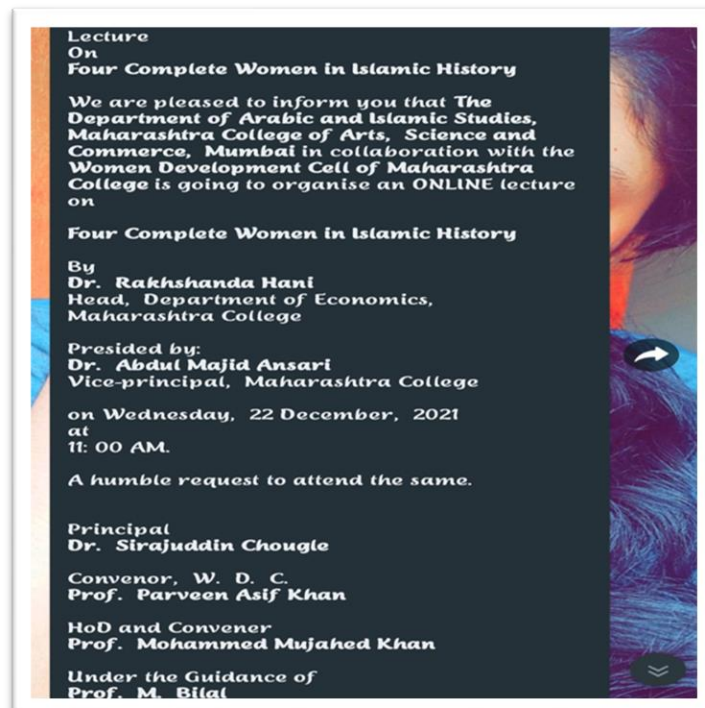 Lecture
On
Four Complete Women in Islamic History
We are pleased to inform you that The
Department of Arabic and Islamic Studies,
Maharashtra College of Arts, Science and
Commerce, Mumbai in collaboration with the
Women Development Cell of Maharashtra
College is going to organise an ONLINE lecture
on
Four Complete Women in Islamic History
By
Dr. Rakhshanda Hani
Head, Department of Economics,
Maharashtra College
Presided by:
Dr. Abdul Majid Ansari
Vice-principal, Maharashtra College
on Wednesday, 22 December, 2021
at
11: 00 AM.
A humble request to attend the same.
Principal
Dr. Sirajuddin Chougle
Convenor, W. D. C.
Prof. Parveen Asif Khan
HoD and Convener
Prof. Mohammed Mujahed Khan
Under the Guidance of
Prof. M. Bilal